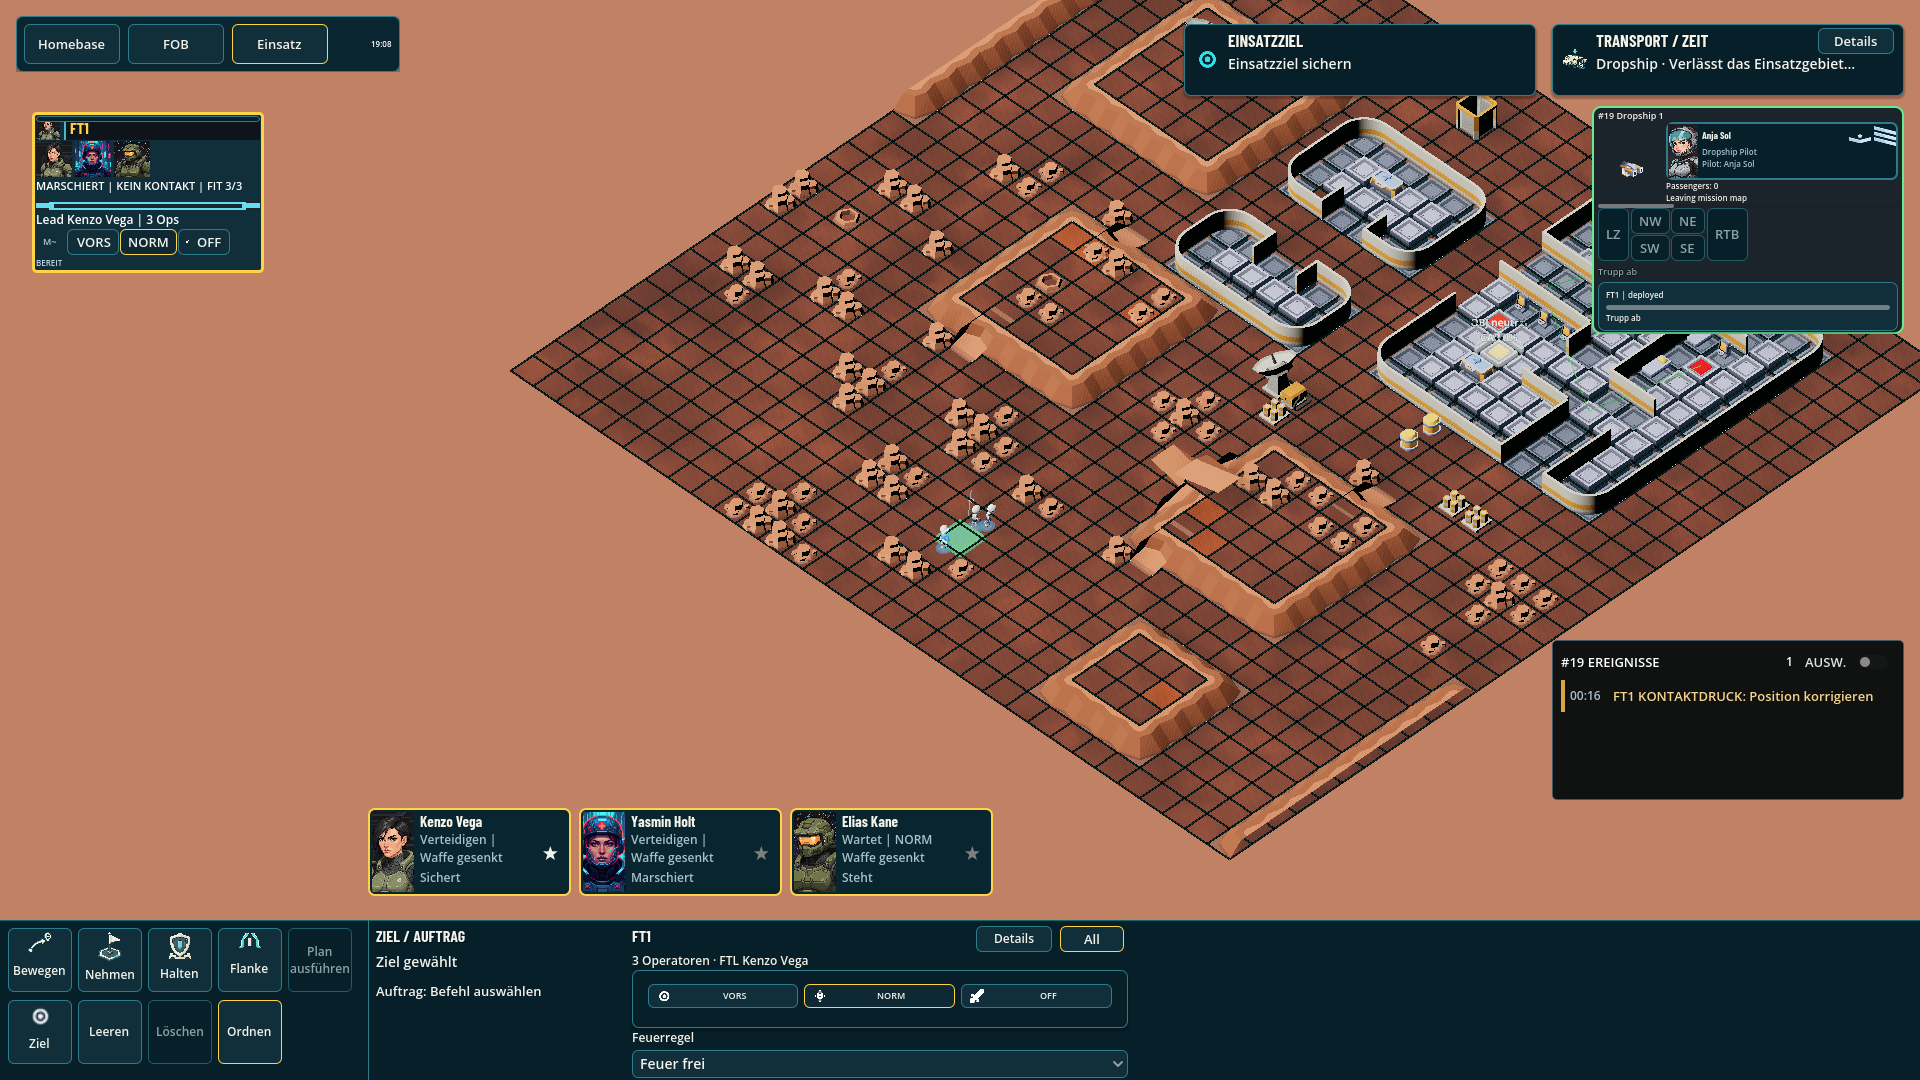 Homebase
FOB
Einsatz
19:08
EINSATZZIEL
Einsatzziel sichern
TRANSPORT / ZEIT
Details
Dropship · Verlässt das Einsatzgebiet...
FT1
MARSCHIERT | KEIN KONTAKT | FIT 3/3
Lead Kenzo Vega | 3 Ops
M~
VORS
NORM
OFF
BEREIT
#19 Dropship 1
Anja Sol
Dropship Pilot
Pilot: Anja Sol
Passengers: 0
Leaving mission map
LZ
NW
NE
SW
SE
RTB
Trupp ab
FT1 | deployed
Trupp ab
#19 EREIGNISSE
1
AUSW.
00:16
FT1 KONTAKTDRUCK: Position korrigieren
Kenzo Vega
Verteidigen |
Waffe gesenkt
Sichert
Yasmin Holt
Verteidigen |
Waffe gesenkt
Marschiert
Elias Kane
Wartet | NORM
Waffe gesenkt
Steht
Bewegen
Nehmen
Halten
Flanke
Plan
ausführen
Ziel
Leeren
Löschen
Ordnen
ZIEL / AUFTRAG
Ziel gewählt
Auftrag: Befehl auswählen
FT1
Details
All
3 Operatoren · FTL Kenzo Vega
VORS
NORM
OFF
Feuerregel
Feuer frei